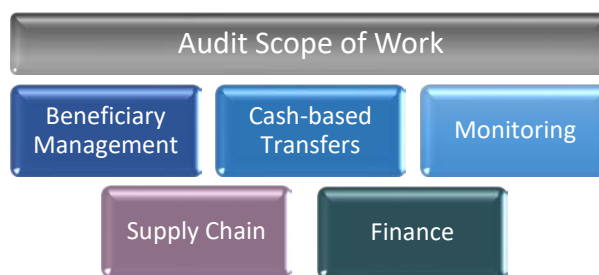 Audit Scope of Work
Beneficiary
Management
Cash-based
Transfers
Monitoring
Supply Chain
Finance